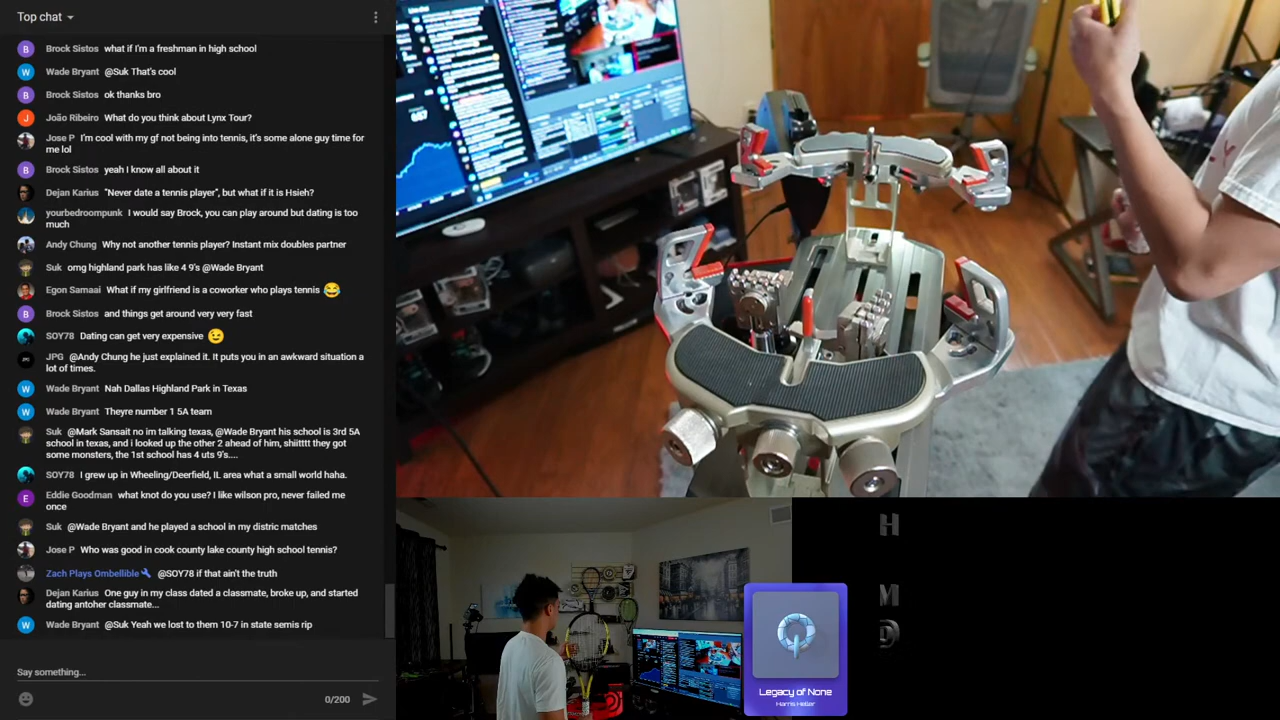 Top chat
Brock Sistos what if I'm a freshman in high school
Wade Bryant @Suk That's cool
Brock Sistos ok thanks bro
João Ribeiro What do you think about Lynx Tour?
Jose P I'm cool with my gf not being into tennis, it's some alone guy time for
me lol
Brock Sistos yeah I know all about it
Dejan Karius "Never date a tennis player", but what if it is Hsieh?
yourbedroompunk I would say Brock, you can play around but dating is too
much
Andy Chung Why not another tennis player? Instant mix doubles partner
Suk omg highland park has like 4 9's @Wade Bryant
Egon Samaai What if my girlfriend is a coworker who plays tennis 😂
Brock Sistos and things get around very very fast
SOY78 Dating can get very expensive 😉
JPG @Andy Chung he just explained it. It puts you in an awkward situation a
lot of times.
Wade Bryant Nah Dallas Highland Park in Texas
Wade Bryant Theyre number 1 5A team
Suk @Mark Sansait no im talking texas, @Wade Bryant his school is 3rd 5A
school in texas, and i looked up the other 2 ahead of him, shiitttt they got
some monsters, the 1st school has 4 uts 9's....
SOY78 I grew up in Wheeling/Deerfield, IL area what a small world haha.
Eddie Goodman what knot do you use? I like wilson pro, never failed me
once
Suk @Wade Bryant and he played a school in my distric matches
Jose P Who was good in cook county lake county high school tennis?
Zach Plays Ombellible @SOY78 if that ain't the truth
Dejan Karius One guy in my class dated a classmate, broke up, and started
dating antoher classmate...
Wade Bryant @Suk Yeah we lost to them 10-7 in state semis rip
Say something...
0/200
H
M
D
Legacy of None
Harris Heller